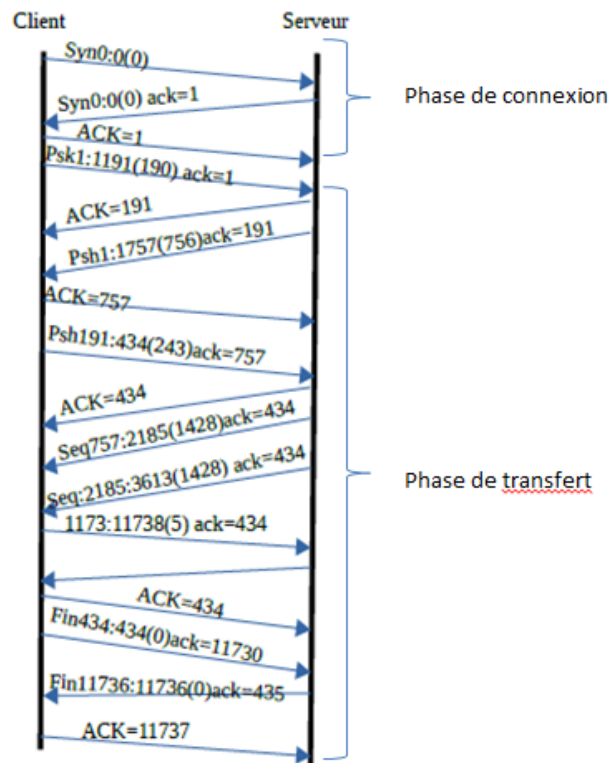 Client
Serveur
Syn0:0(0)
Syn0:0(0) ack=1
Phase de connexion
ACK=1
Psk1:1191(190) ack=1
ACK=191
Psh1:1757(756)ack=191
ACK=757
Psh191:434(243)ack=757
ACK=434
Seq757:2185(1428)ack=434
Seq:2185:3613(1428) ack=434
Phase de transfert
1173:11738(5) ack=434
ACK=434
Fin434:434(0)ack=11730
Fin11736:11736(0)ack=435
ACK=11737